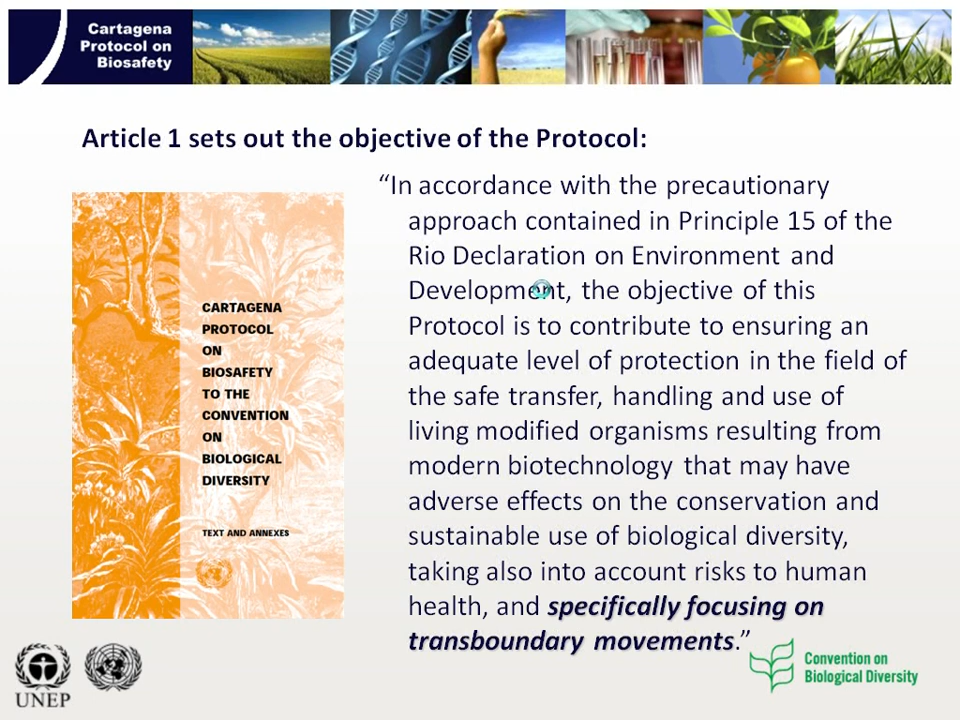 Cartagena
Protocol on
Biosafety
Article 1 sets out the objective of the Protocol:
“In accordance with the precautionary
approach contained in Principle 15 of the
Rio Declaration on Environment and
Development, the objective of this
Protocol is to contribute to ensuring an
adequate level of protection in the field of
the safe transfer, handling and use of
living modified organisms resulting from
modern biotechnology that may have
adverse effects on the conservation and
sustainable use of biological diversity,
taking also into account risks to human
health, and specifically focusing on
transboundary movements.”
CARTAGENA
PROTOCOL
ON
BIOSAFETY
TO THE
CONVENTION
ON
BIOLOGICAL
DIVERSITY
TEXT AND ANNEXES
UNEP
Convention on
Biological Diversity